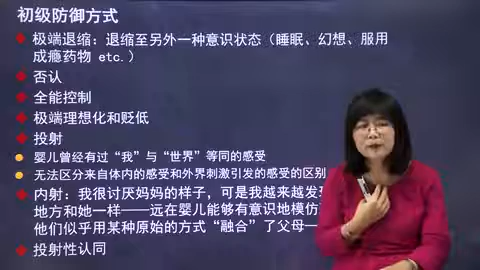 初级防御方式
极端退缩：退缩至另外一种意识状态（睡眠、幻想、服用
成瘾药物 etc.）
否认
全能控制
极端理想化和贬低
投射
婴儿曾经有过“我”与“世界”等同的感受
无法区分来自体内的感受和外界刺激引发的感受的区别
内射：我很讨厌妈妈的样子，可是我越来越发
地方和她一样——远在婴儿能够有意识地模仿
他们似乎用某种原始的方式“融合”了父母—
投射性认同